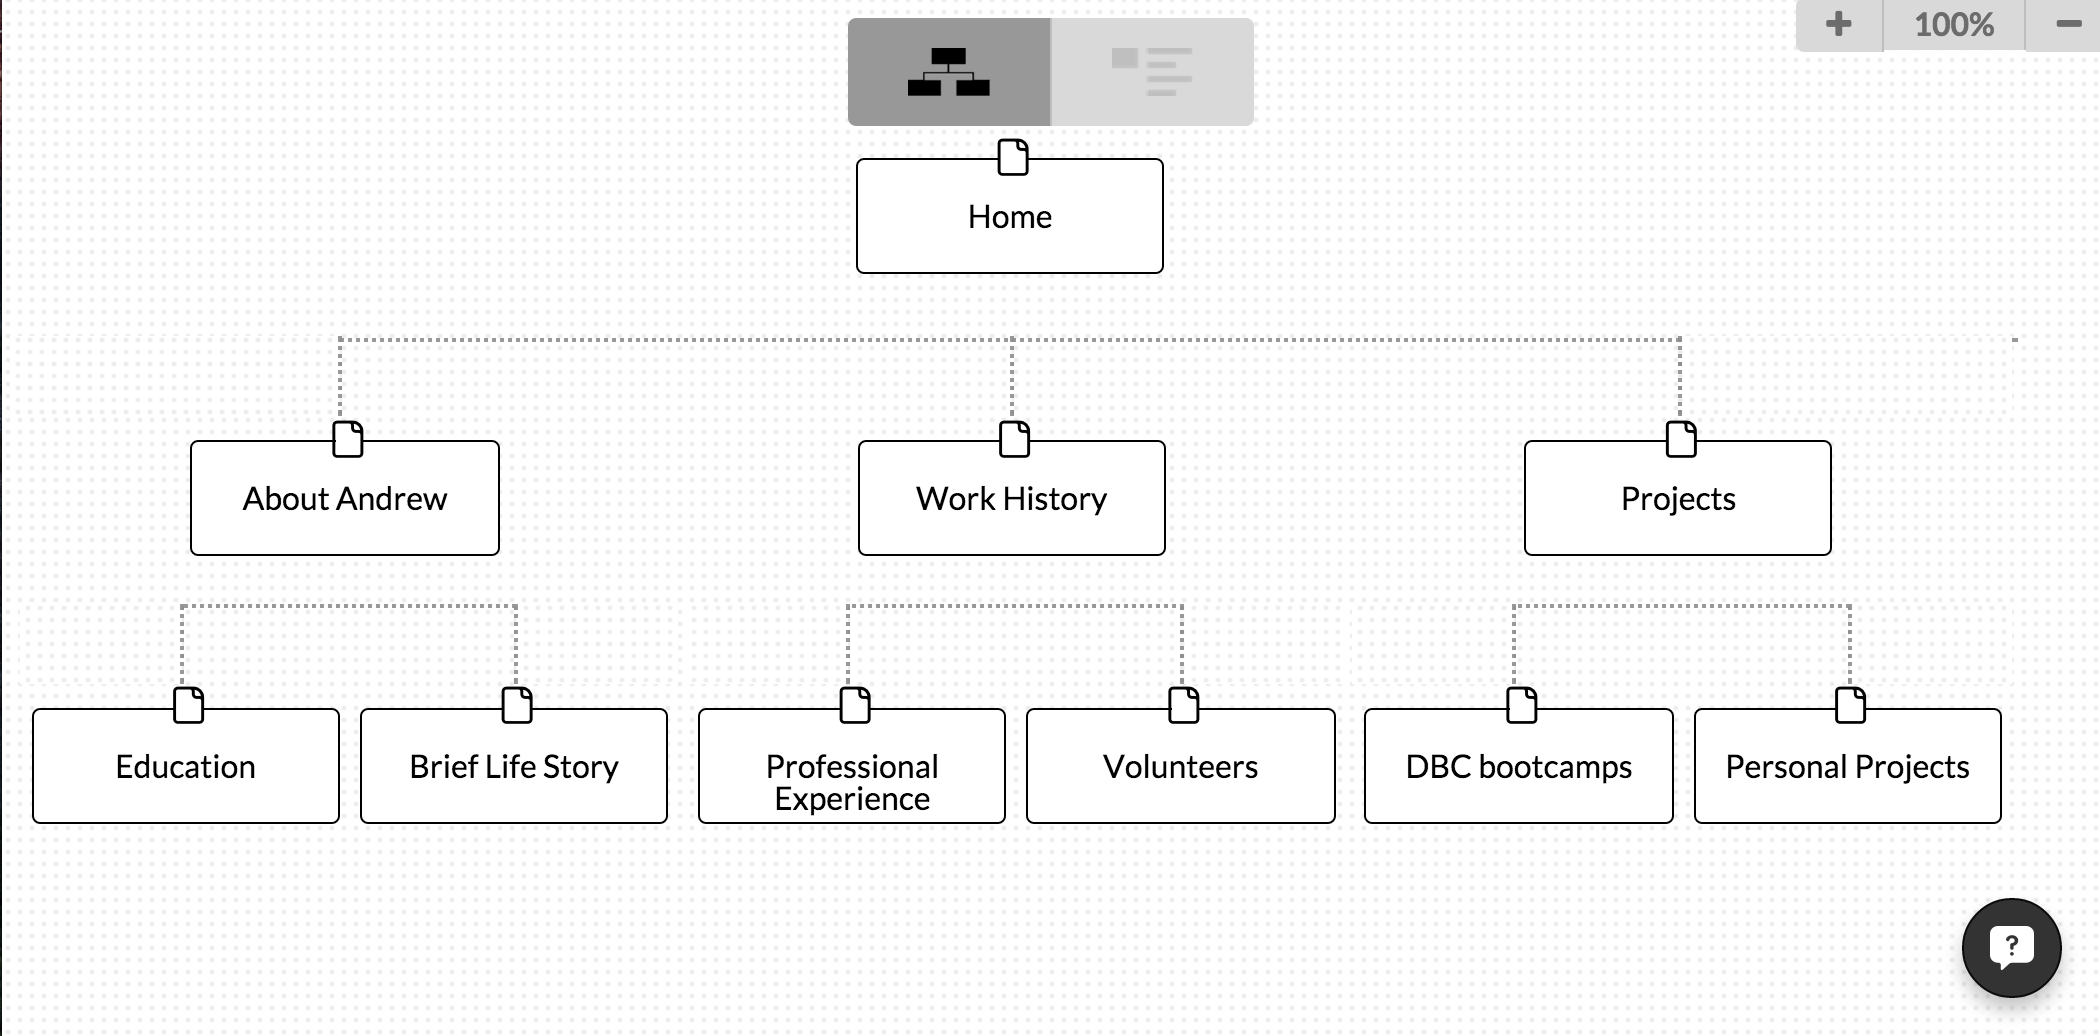 100%
Home
About Andrew
Work History
Projects
Education
Brief Life Story
Professional
Experience
Volunteers
DBC bootcamps
Personal Projects
?